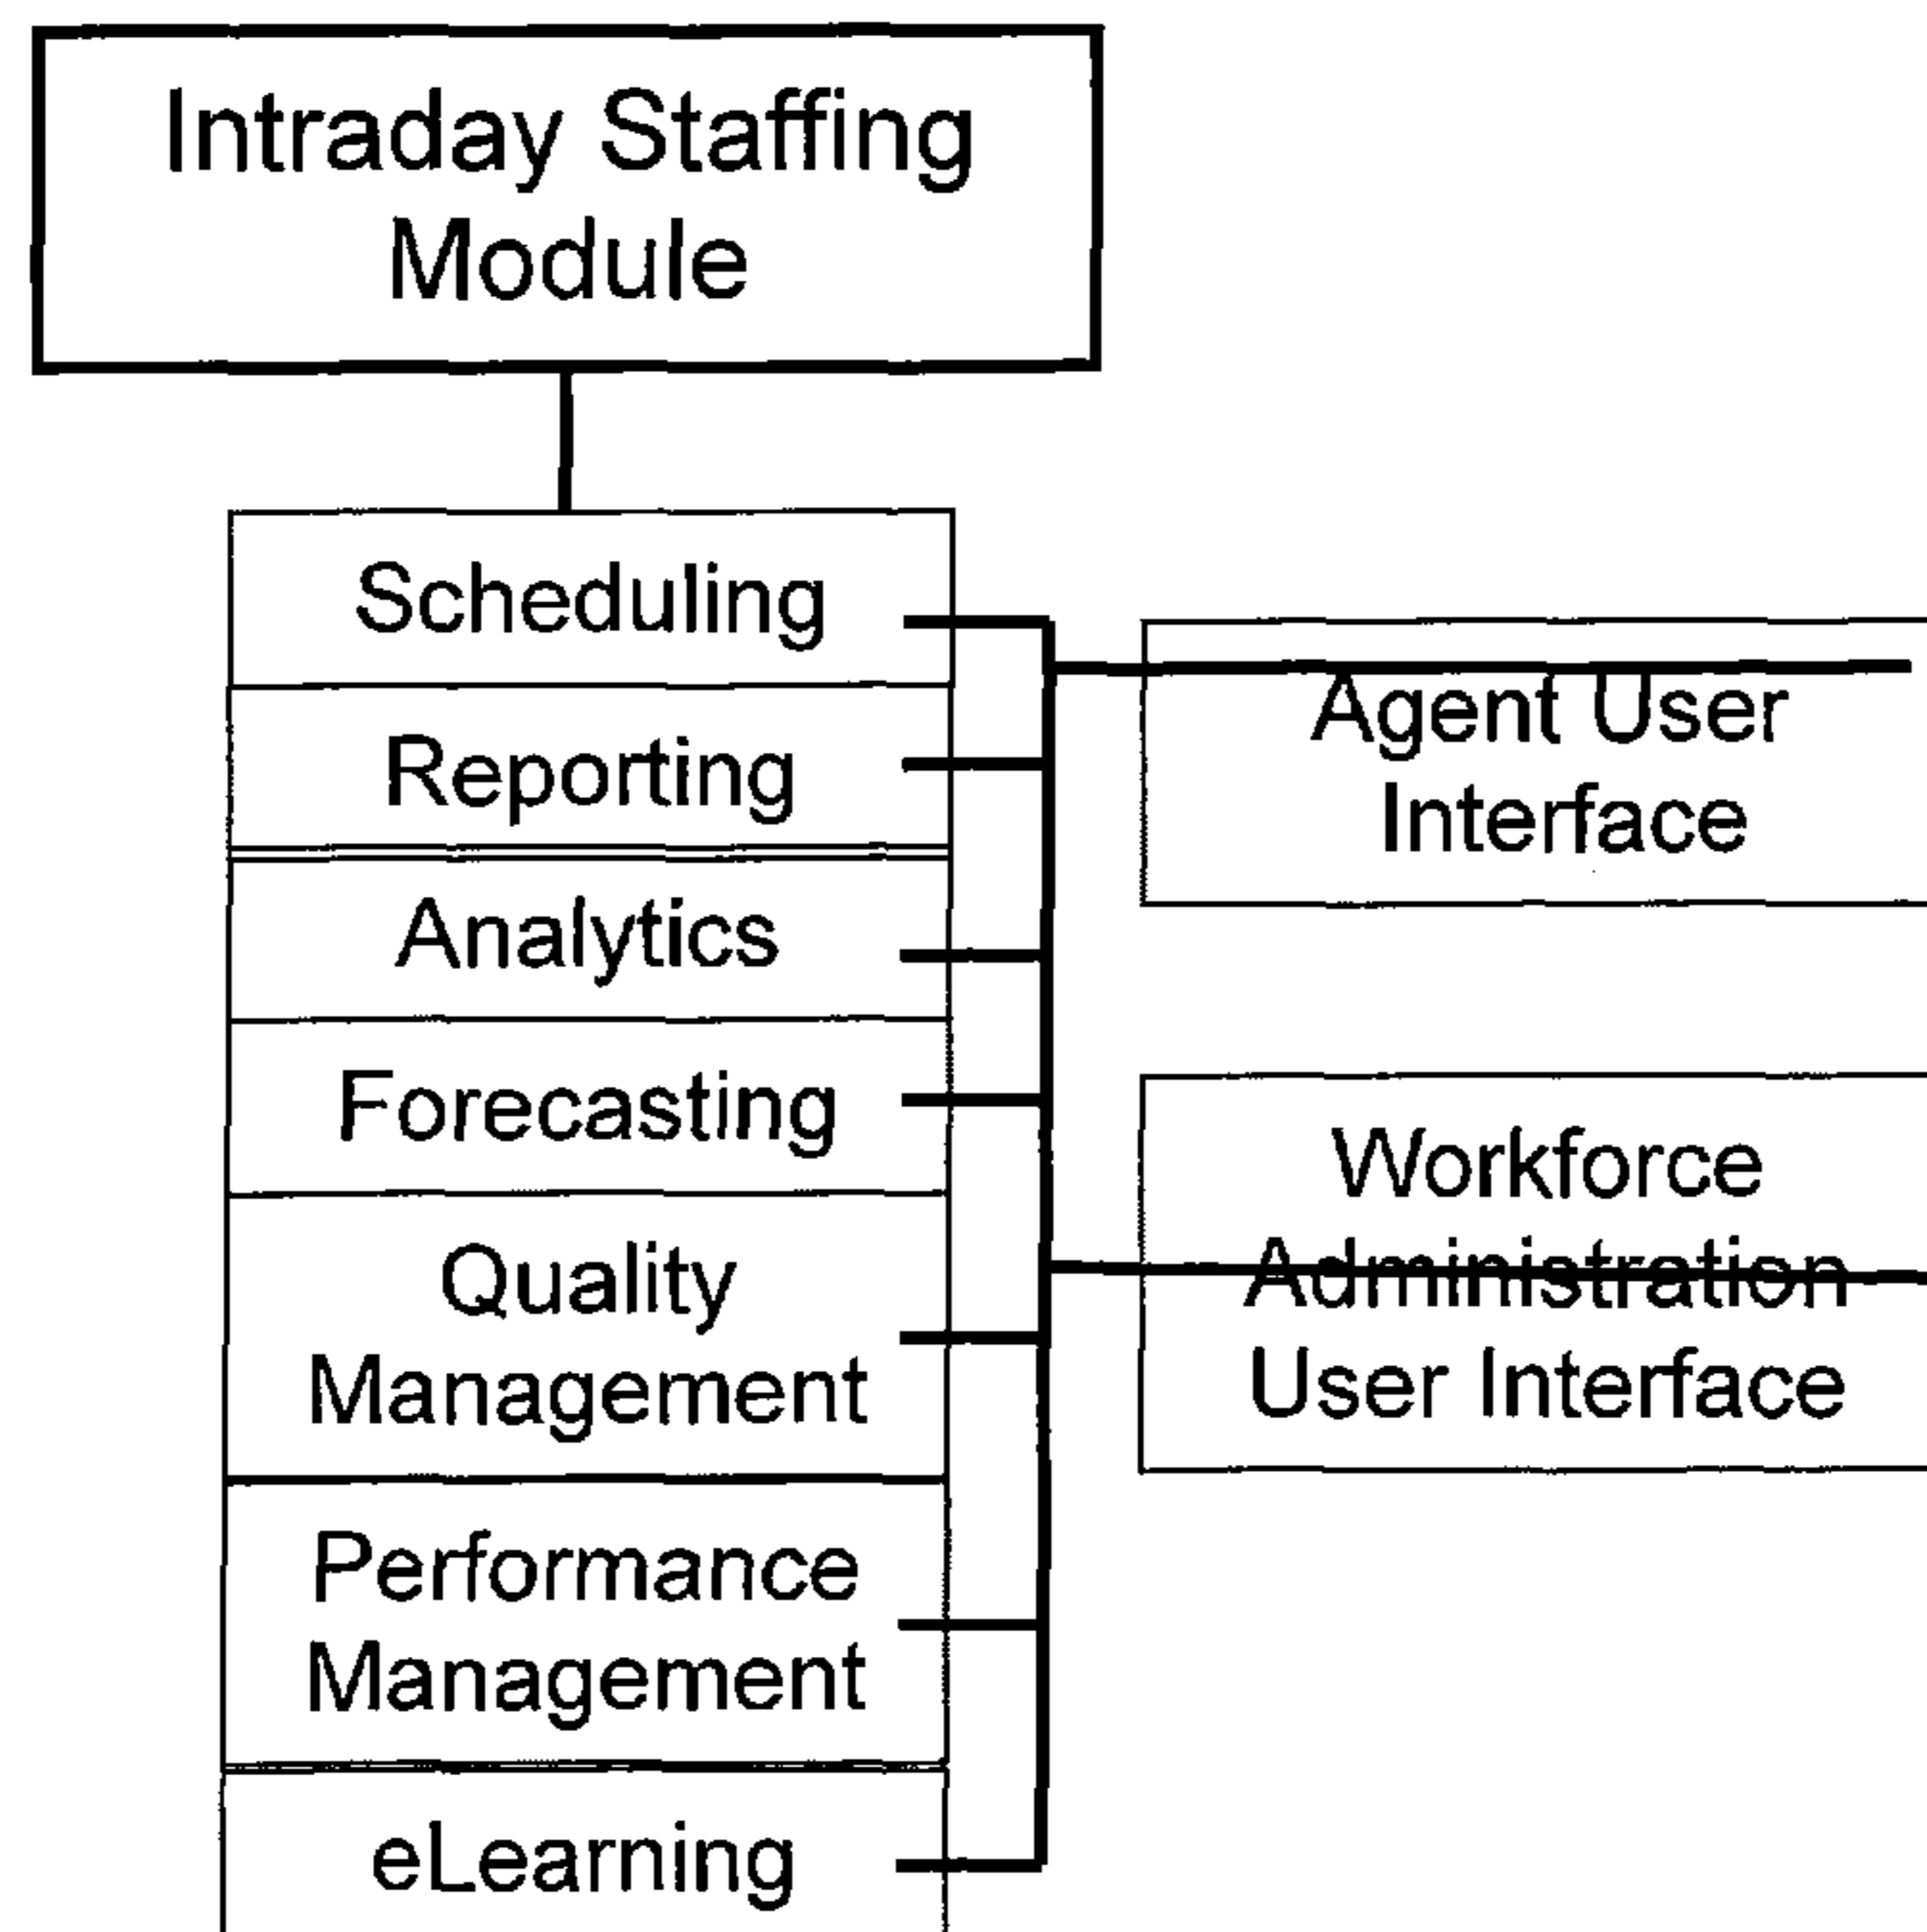 Intraday Staffing
Module
Scheduling
Reporting
Analytics
Forecasting
Quality
Management
Performance
Management
eLearning
Agent User
Interface
Workforce
Administration
User Interface